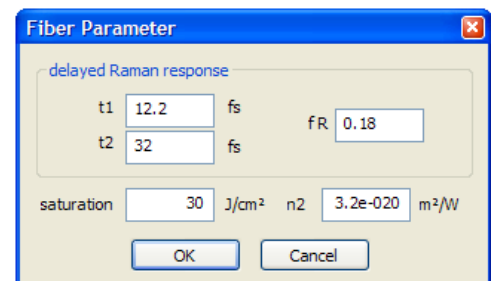 Fiber Parameter
delayed Raman response
t1 12.2 fs
fR 0.18
t2 32 fs
saturation 30 J/cm² n2 3.2e-020 m²/W
OK Cancel